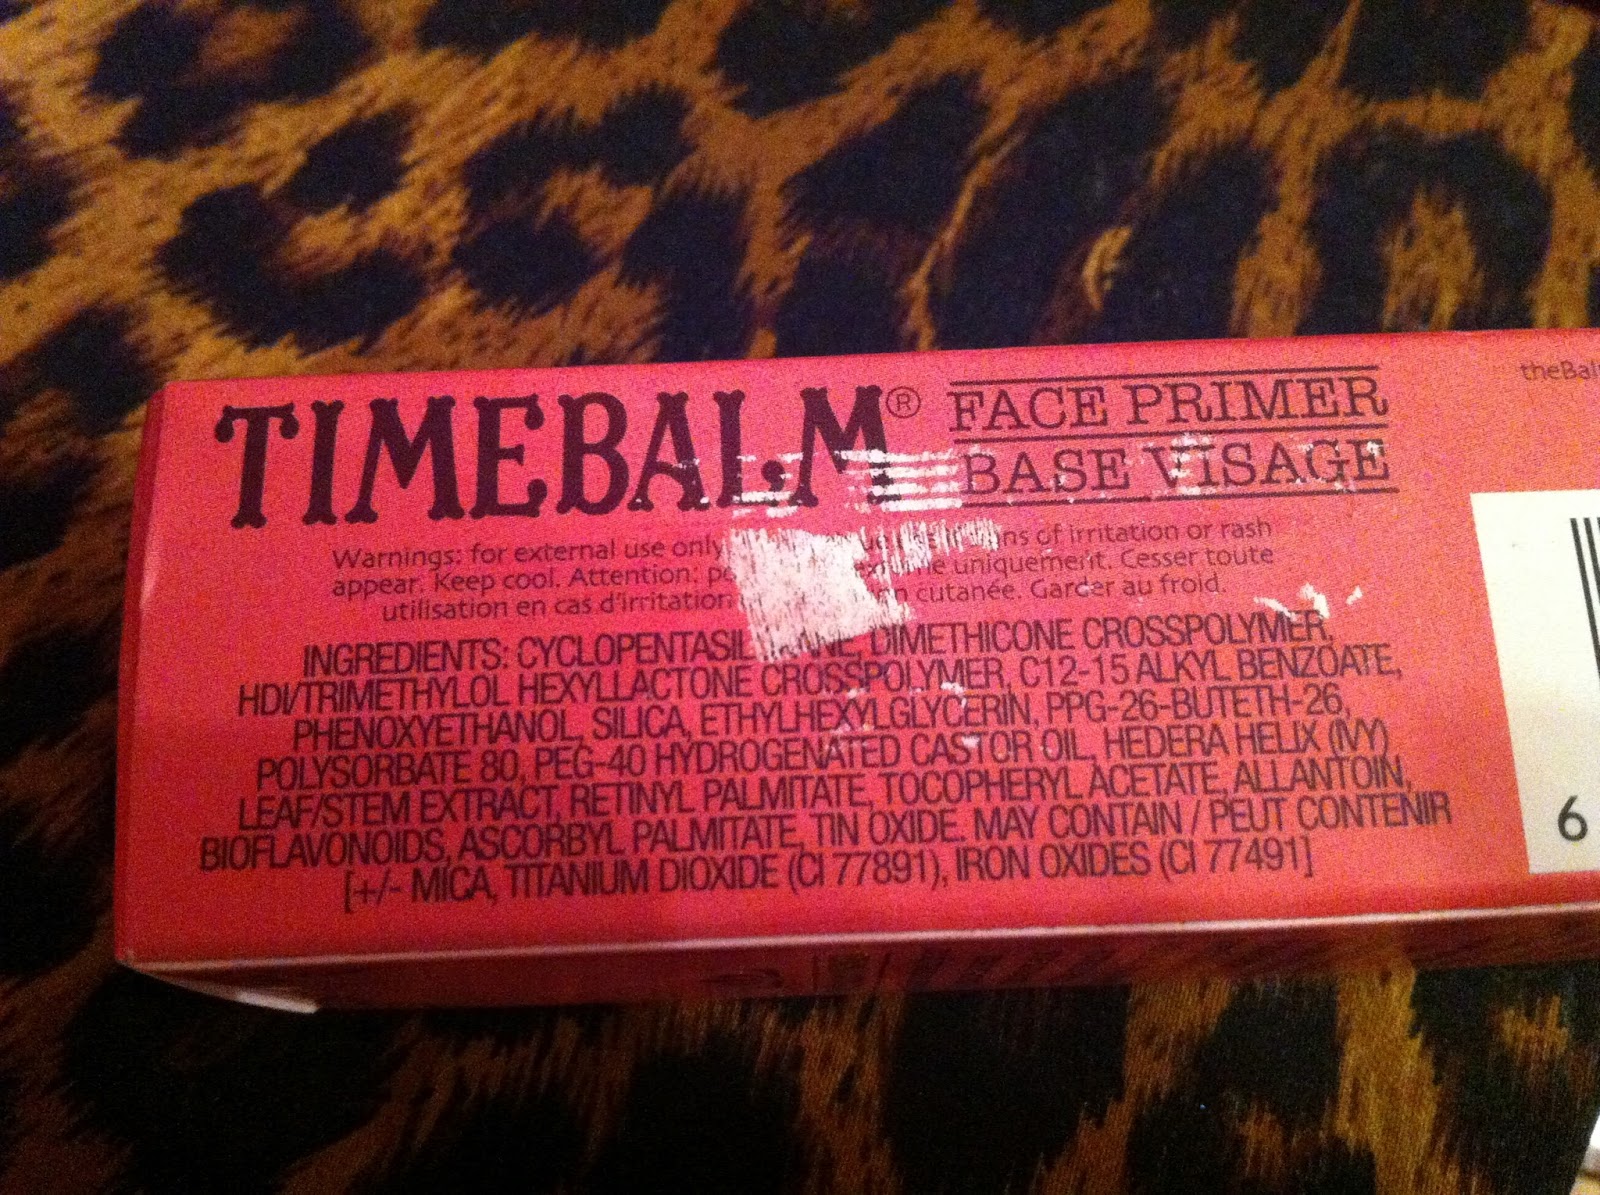 TIMEBALM®
FACE PRIMER
BASE VISAGE
theBal
Warnings: for external use only of irritation or rash
appear. Keep cool. Attention: uniquement. Cesser toute
utilisation en cas d'irritation cutanée. Garder au froid.
INGREDIENTS: DIMETHICONE CROSSPOLYMER,
HDI/TRIMETHYLOL HEXYLLACTONE CROSSPOLYMER, C12-15 ALKYL BENZOATE,
PHENOXYETHANOL, SILICA, ETHYLHEXYLGLYCERIN, PPG-26-BUTETH-26,
POLYSORBATE 80, PEG-40 HYDROGENATED CASTOR OIL, HEDERA HELIX (IVY)
LEAF/STEM EXTRACT, RETINYL PALMITATE, TOCOPHERYL ACETATE, ALLANTOIN,
BIOFLAVONOIDS, ASCORBYL PALMITATE, TIN OXIDE. MAY CONTAIN / PEUT CONTENIR
[+/- MICA, TITANIUM DIOXIDE (CI 77891), IRON OXIDES (CI 77491]
6